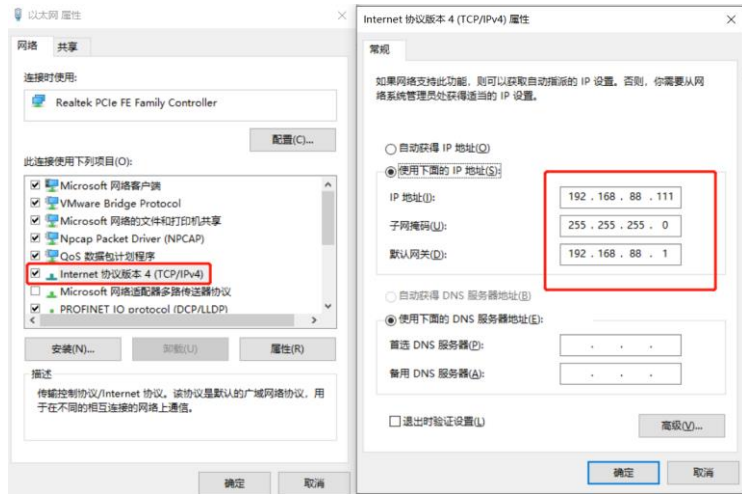 以太网 属性
网络
共享
连接时使用:
Realtek PCIe FE Family Controller
配置(C)...
此连接使用下列项目(O):
Microsoft 网络客户端
VMware Bridge Protocol
Microsoft 网络的文件和打印机共享
Npcap Packet Driver (NPCAP)
QoS 数据包计划程序
Internet 协议版本 4 (TCP/IPv4)
Microsoft 网络适配器多路传送器协议
PROFINET IO protocol (DCP/LLDP)
安装(N)...
卸载(U)
属性(R)
描述
传输控制协议/Internet 协议。该协议是默认的广域网络协议，用
于在不同的相互连接的网络上通信。
确定
取消
Internet 协议版本 4 (TCP/IPv4) 属性
常规
如果网络支持此功能，则可以获取自动指派的 IP 设置。否则，你需要从网
络系统管理员处获得适当的 IP 设置。
自动获得 IP 地址(O)
使用下面的 IP 地址(S):
IP 地址(I):
192 . 168 . 88 . 111
子网掩码(U):
255 . 255 . 255 . 0
默认网关(D):
192 . 168 . 88 . 1
自动获得 DNS 服务器地址(B)
使用下面的 DNS 服务器地址(E):
首选 DNS 服务器(P):
. . .
备用 DNS 服务器(A):
. . .
退出时验证设置(L)
高级(V)...
确定
取消